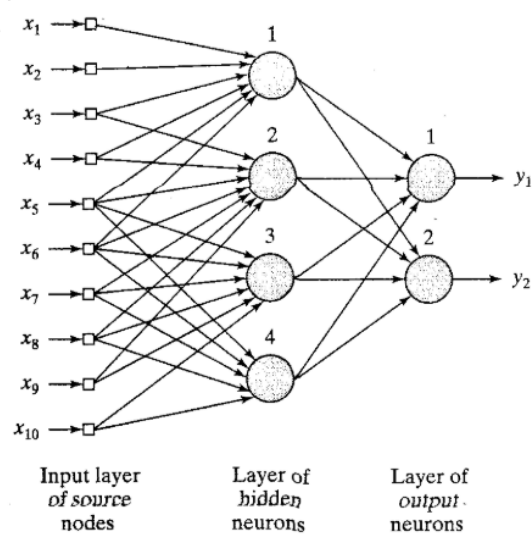 x1
x2
x3
x4
x5
x6
x7
x8
x9
x10
1
2
3
4
1
2
y1
y2
Input layer
of source
nodes
Layer of
hidden
neurons
Layer of
output
neurons